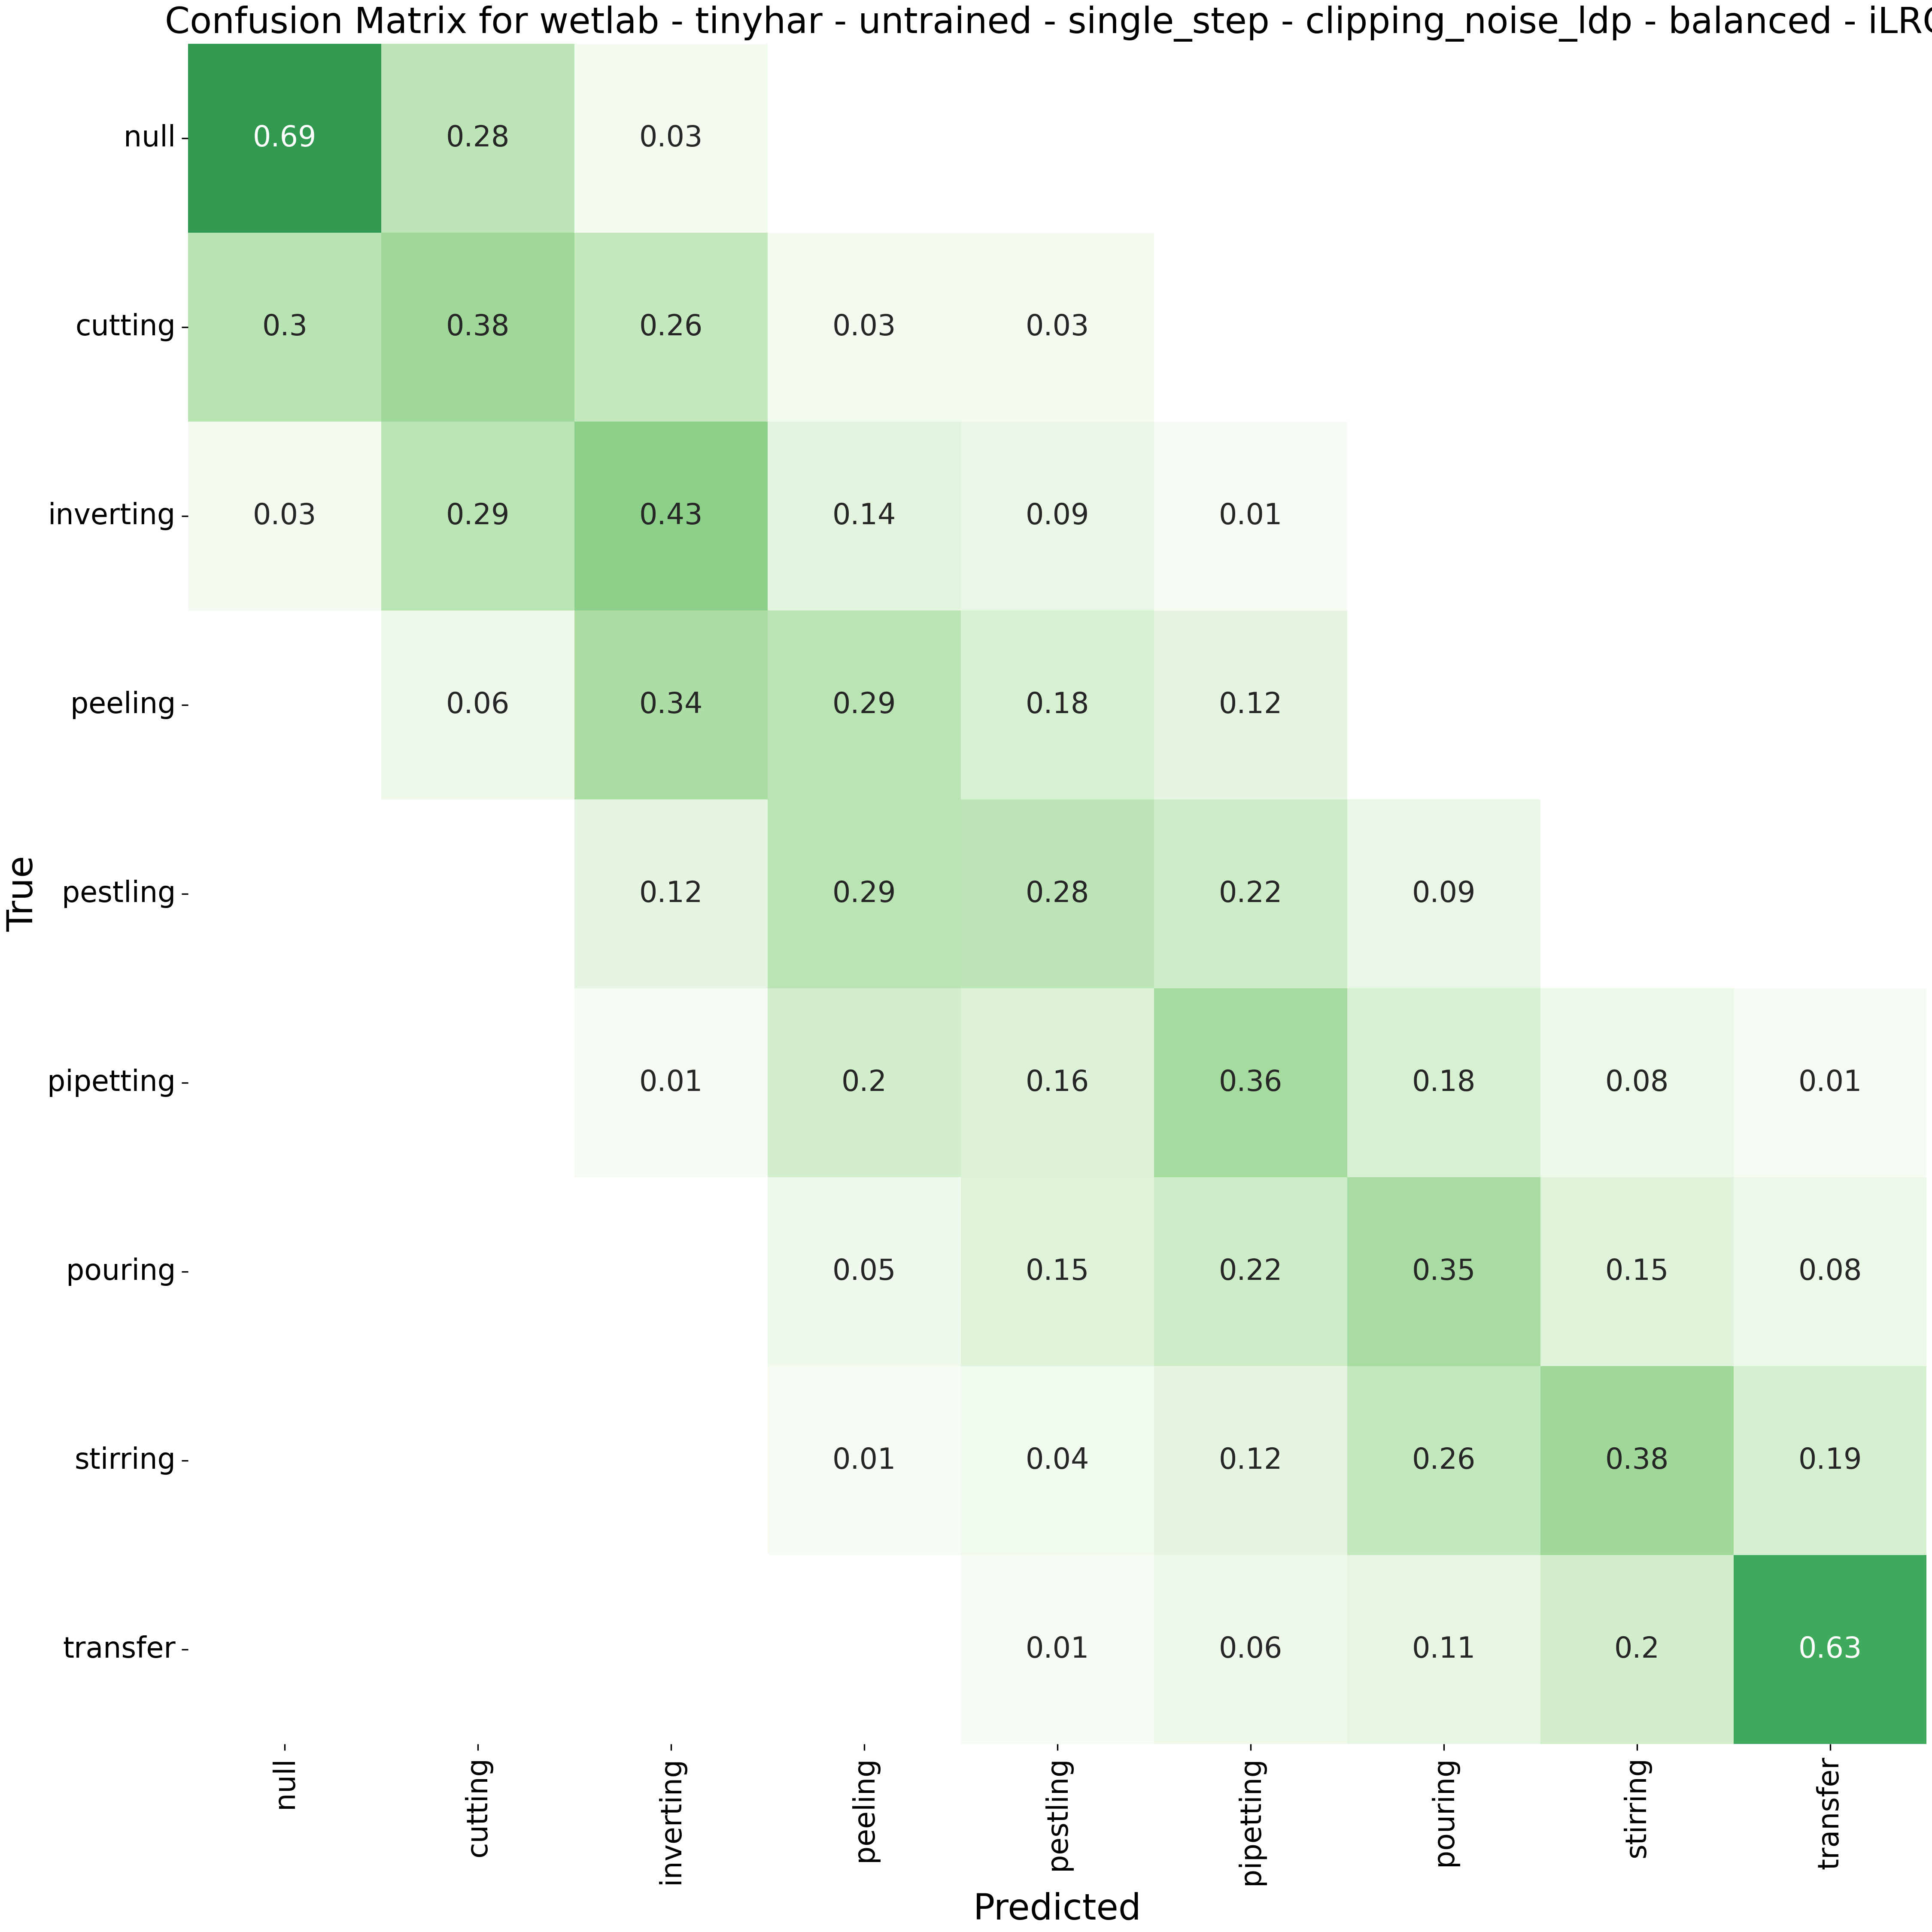 Confusion Matrix for wetlab - tinyhar - untrained - single_step - clipping_noise_ldp - balanced - iLRG
null 0.69 0.28 0.03
cutting 0.3 0.38 0.26 0.03 0.03
inverting 0.03 0.29 0.43 0.14 0.09 0.01
peeling 0.06 0.34 0.29 0.18 0.12
pestling 0.12 0.29 0.28 0.22 0.09
pipetting 0.01 0.2 0.16 0.36 0.18 0.08 0.01
pouring 0.05 0.15 0.22 0.35 0.15 0.08
stirring 0.01 0.04 0.12 0.26 0.38 0.19
transfer 0.01 0.06 0.11 0.2 0.63
True
null cutting inverting peeling pestling pipetting pouring stirring transfer
Predicted